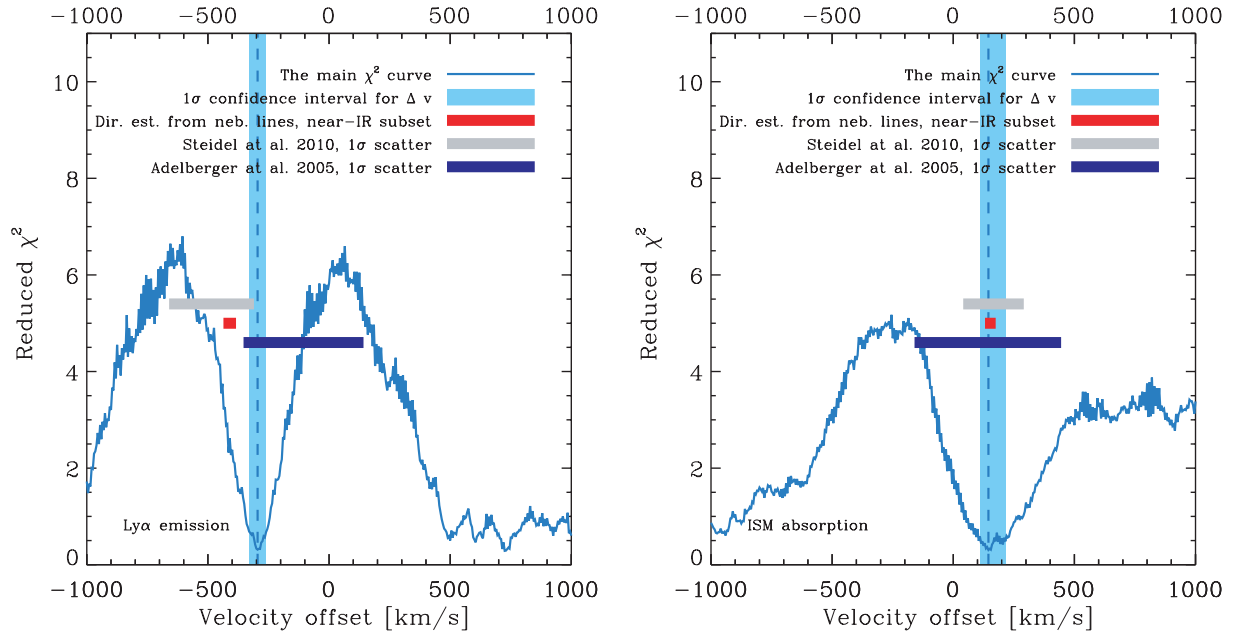 −1000 −500 0 500 1000
10
8
6
4
2
0
Reduced χ²
The main χ² curve
1σ confidence interval for Δ v
Dir. est. from neb. lines, near−IR subset
Steidel at al. 2010, 1σ scatter
Adelberger at al. 2005, 1σ scatter
Lyα emission
−1000 −500 0 500 1000
Velocity offset [km/s]
−1000 −500 0 500 1000
10
8
6
4
2
0
Reduced χ²
The main χ² curve
1σ confidence interval for Δ v
Dir. est. from neb. lines, near−IR subset
Steidel at al. 2010, 1σ scatter
Adelberger at al. 2005, 1σ scatter
ISM absorption
−1000 −500 0 500 1000
Velocity offset [km/s]